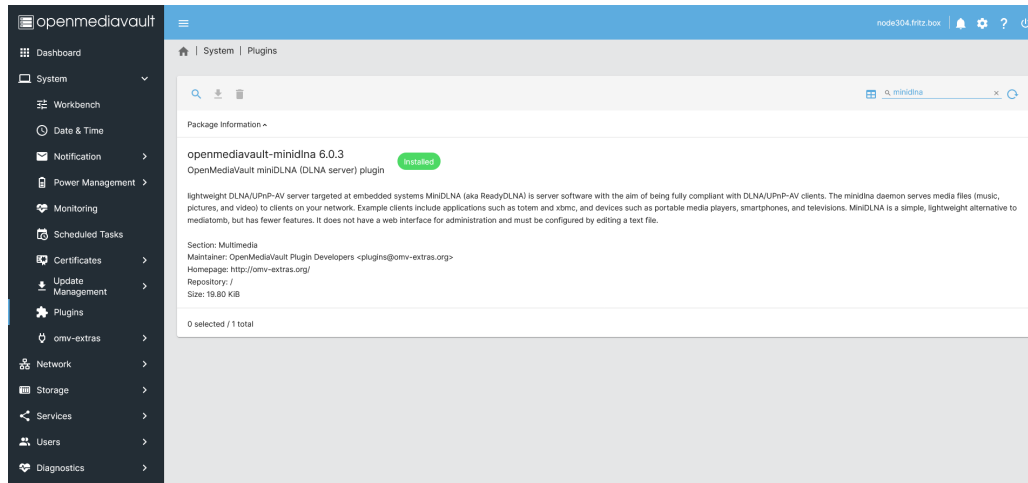 openmediavault
node304.fritz.box
Dashboard
System
Workbench
Date & Time
Notification
Power Management
Monitoring
Scheduled Tasks
Certificates
Update
Management
Plugins
omv-extras
Network
Storage
Services
Users
Diagnostics
| System | Plugins
minidlna
Package Information
openmediavault-minidlna 6.0.3
OpenMediaVault miniDLNA (DLNA server) plugin
Installed
lightweight DLNA/UPnP-AV server targeted at embedded systems MiniDLNA (aka ReadyDLNA) is server software with the aim of being fully compliant with DLNA/UPnP-AV clients. The minidlna daemon serves media files (music,
pictures, and video) to clients on your network. Example clients include applications such as totem and xbmc, and devices such as portable media players, smartphones, and televisions. MiniDLNA is a simple, lightweight alternative to
mediatomb, but has fewer features. It does not have a web interface for administration and must be configured by editing a text file.
Section: Multimedia
Maintainer: OpenMediaVault Plugin Developers <plugins@omv-extras.org>
Homepage: http://omv-extras.org/
Repository: /
Size: 19.80 KiB
0 selected / 1 total